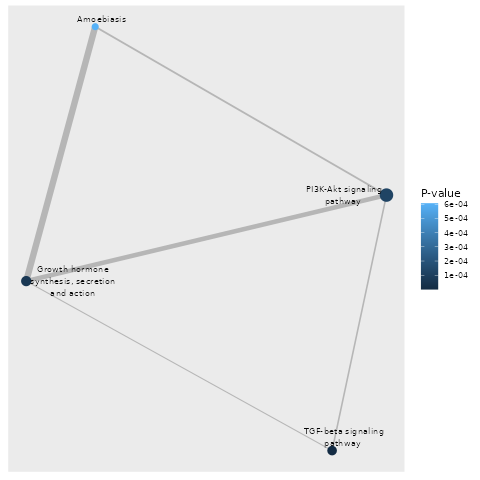 Amoebiasis
PI3K-Akt signaling
pathway
P-value
6e-04
5e-04
4e-04
3e-04
2e-04
1e-04
Growth hormone
synthesis, secretion
and action
TGF-beta signaling
pathway